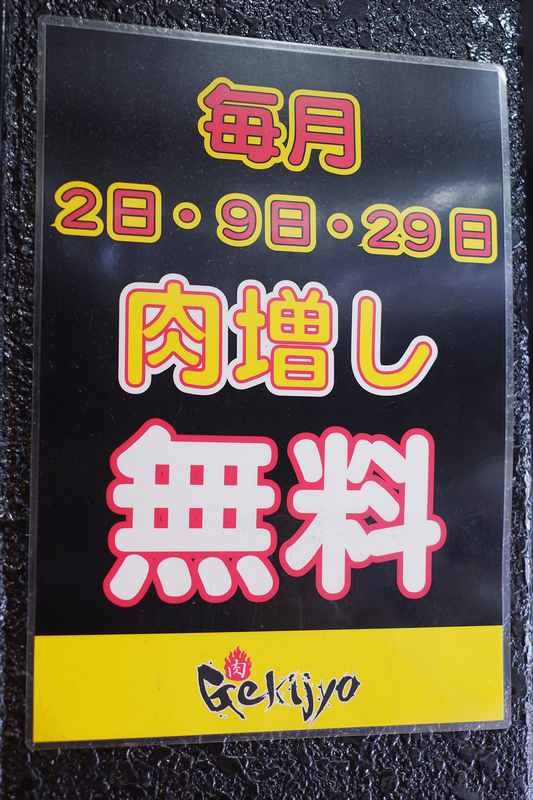 毎月
2日・9日・29日
肉増し
無料
肉
Gekijyo